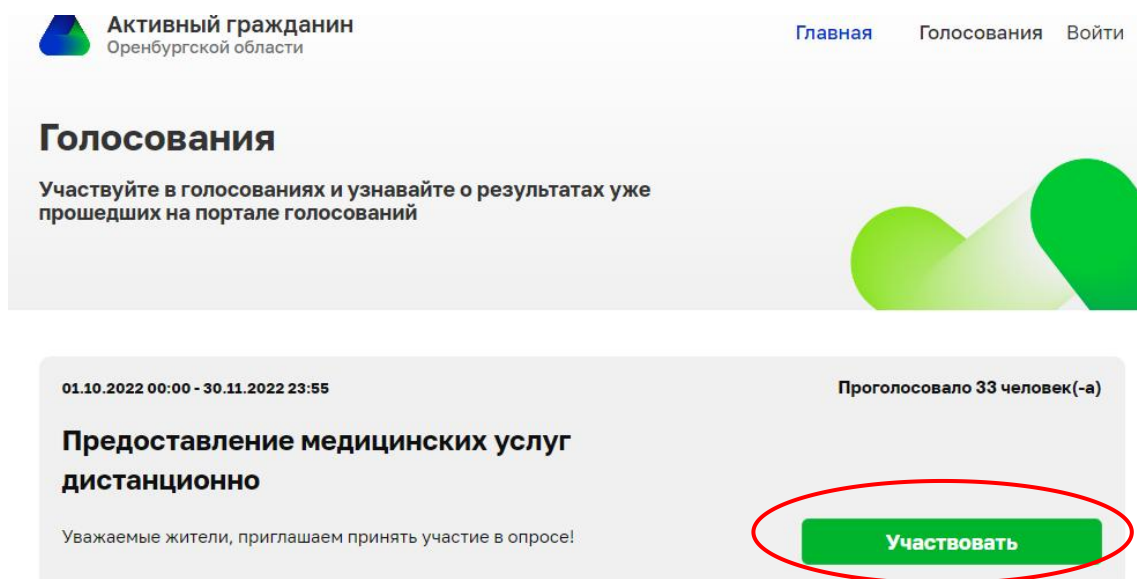 Активный гражданин
Оренбургской области
Главная Голосования Войти
Голосования
Участвуйте в голосованиях и узнавайте о результатах уже
прошедших на портале голосований
01.10.2022 00:00 - 30.11.2022 23:55
Проголосовало 33 человек(-а)
Предоставление медицинских услуг
дистанционно
Уважаемые жители, приглашаем принять участие в опросе!
Участвовать